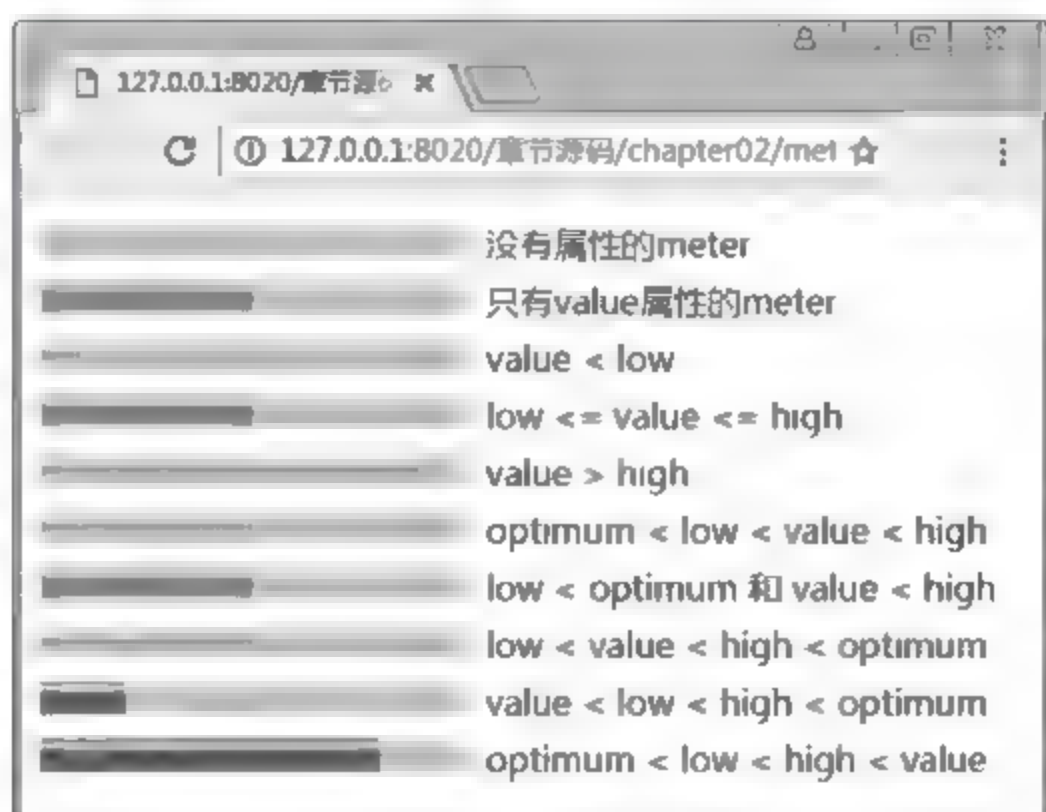 127.0.0.1:8020/章节源
127.0.0.1:8020/章节源码/chapter02/met
没有属性的meter
只有value属性的meter
value < low
low <= value <= high
value > high
optimum < low < value < high
low < optimum 和 value < high
low < value < high < optimum
value < low < high < optimum
optimum < low < high < value